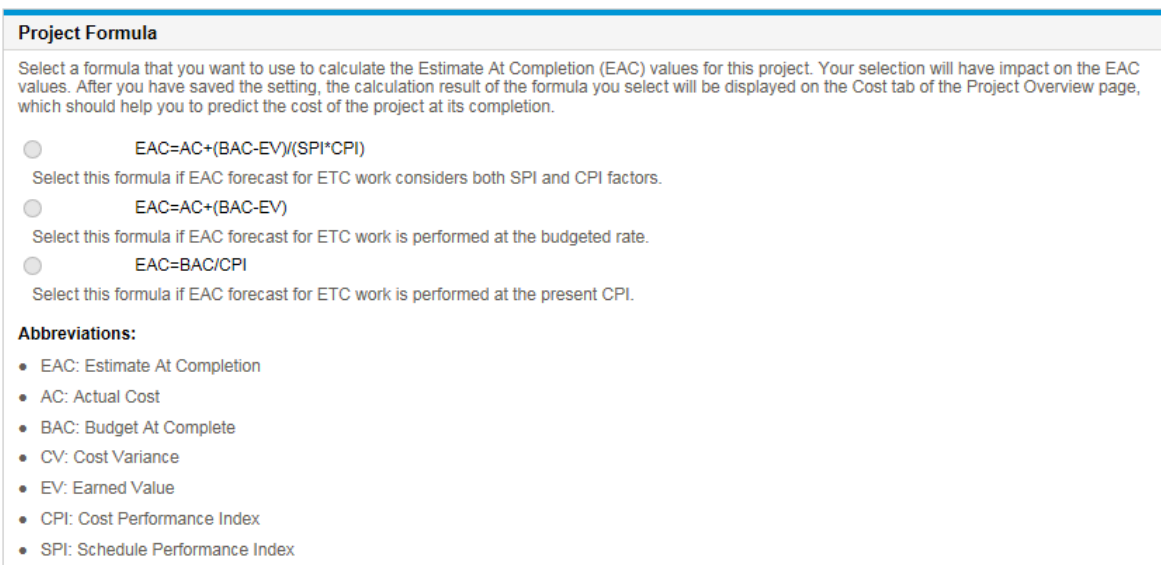 Project Formula
Select a formula that you want to use to calculate the Estimate At Completion (EAC) values for this project. Your selection will have impact on the EAC
values. After you have saved the setting, the calculation result of the formula you select will be displayed on the Cost tab of the Project Overview page,
which should help you to predict the cost of the project at its completion.
EAC=AC+(BAC-EV)/(SPI*CPI)
Select this formula if EAC forecast for ETC work considers both SPI and CPI factors.
EAC=AC+(BAC-EV)
Select this formula if EAC forecast for ETC work is performed at the budgeted rate.
EAC=BAC/CPI
Select this formula if EAC forecast for ETC work is performed at the present CPI.
Abbreviations:
• EAC: Estimate At Completion
• AC: Actual Cost
• BAC: Budget At Complete
• CV: Cost Variance
• EV: Earned Value
• CPI: Cost Performance Index
• SPI: Schedule Performance Index